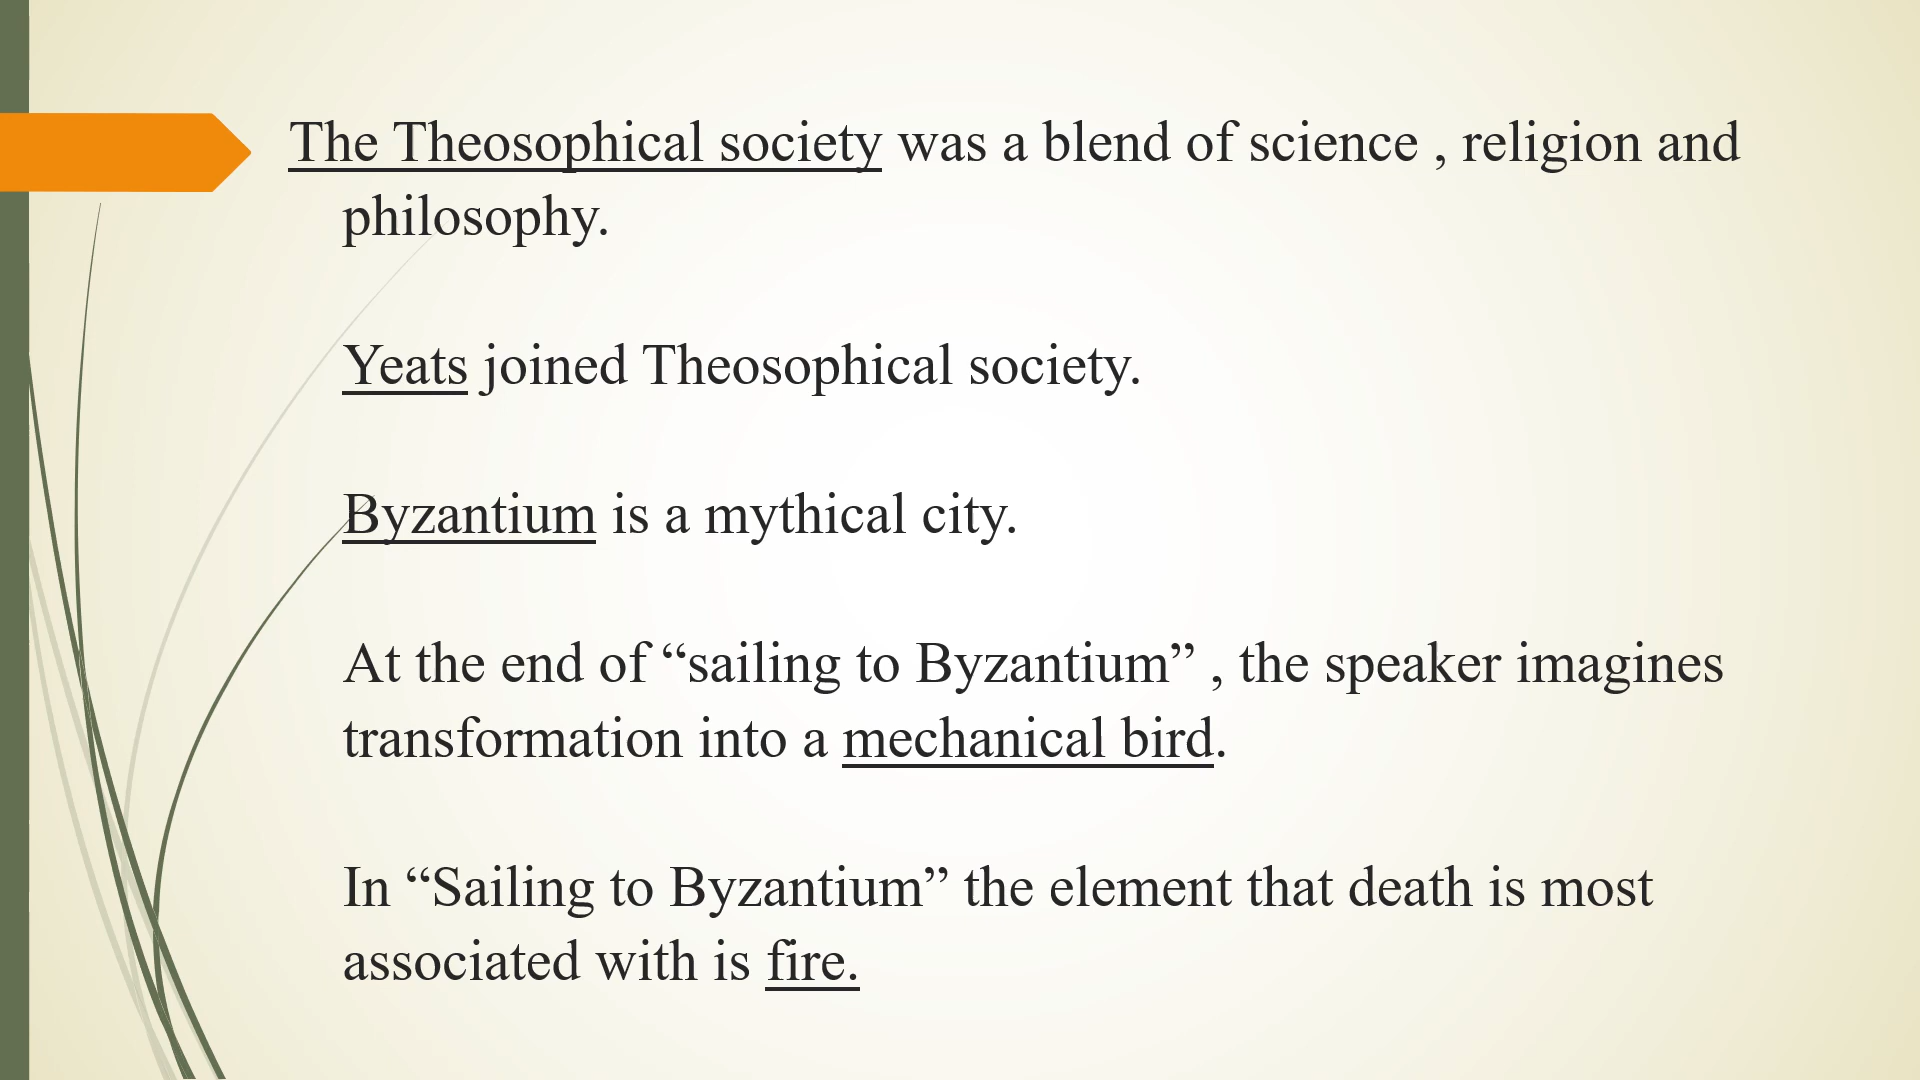 The Theosophical society was a blend of science , religion and
philosophy.
Yeats joined Theosophical society.
Byzantium is a mythical city.
At the end of “sailing to Byzantium” , the speaker imagines
transformation into a mechanical bird.
In “Sailing to Byzantium” the element that death is most
associated with is fire.